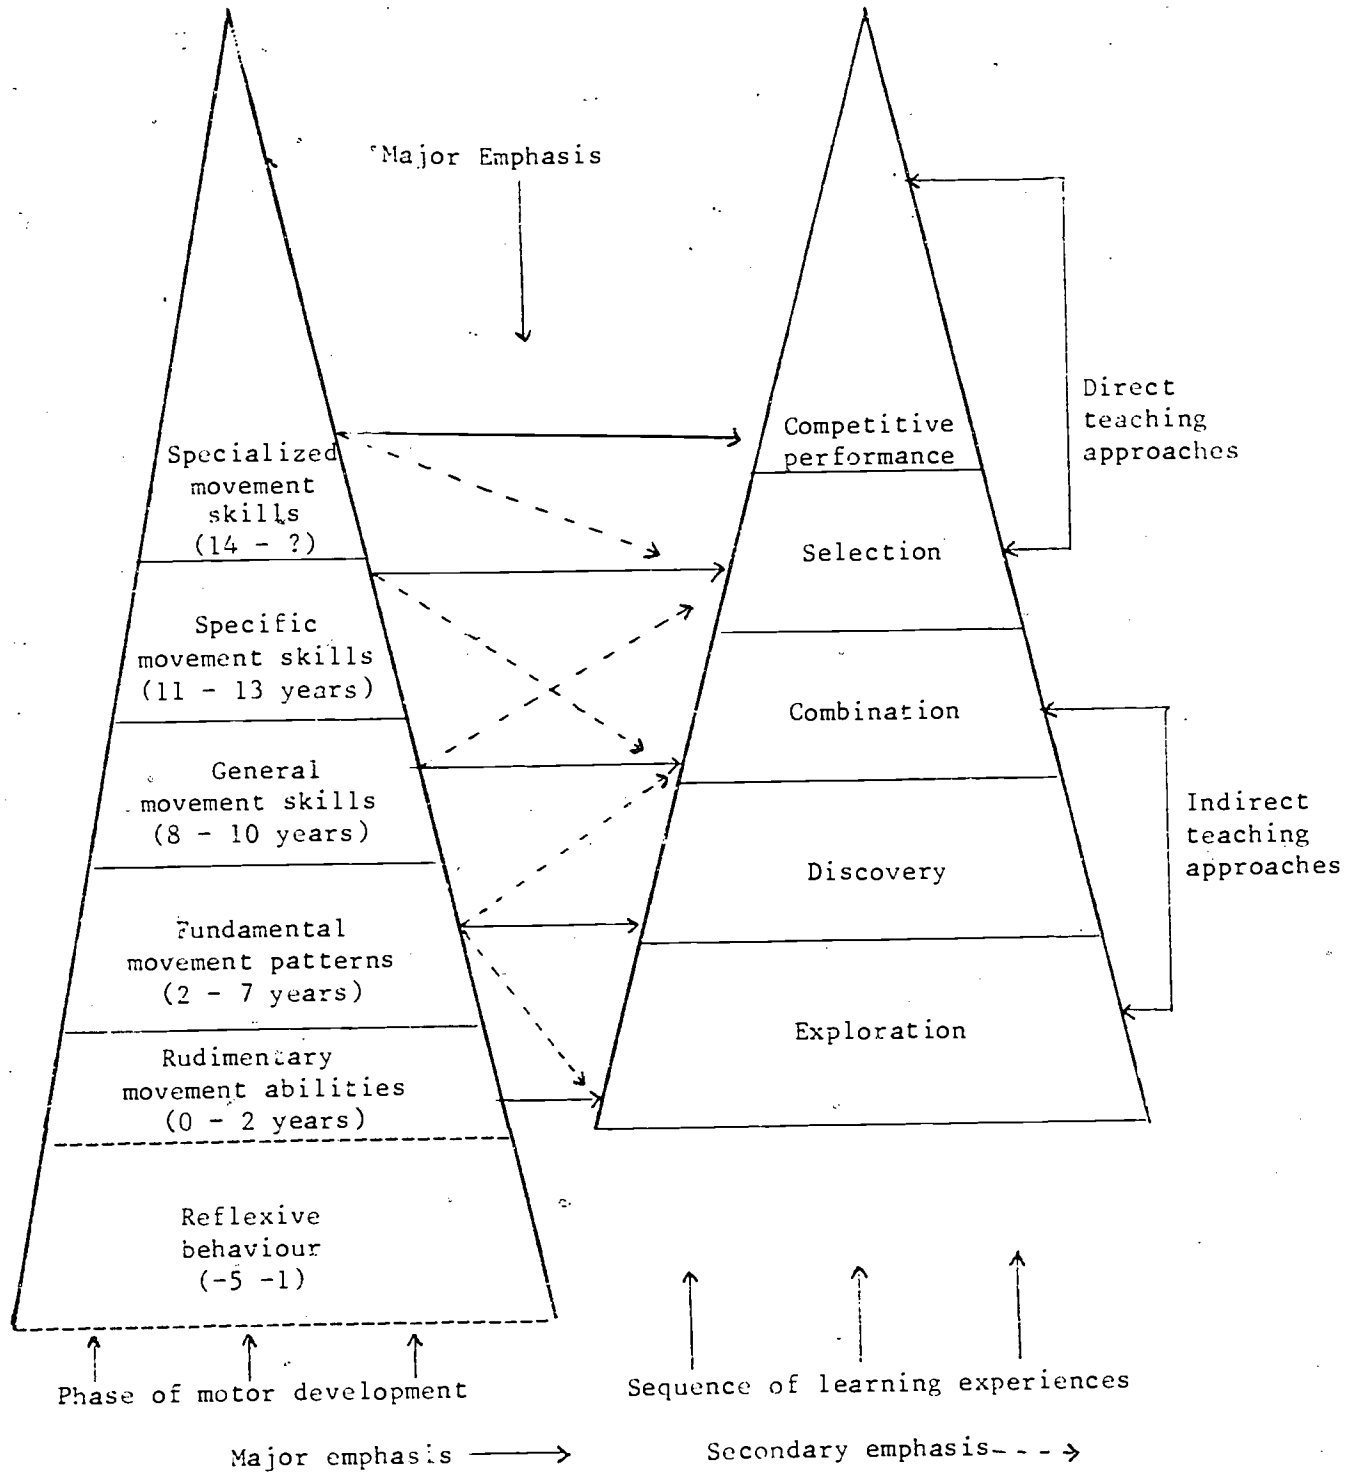 Major Emphasis
Specialized
movement
skills
(14 - ?)
Specific
movement skills
(11 - 13 years)
General
movement skills
(8 - 10 years)
Fundamental
movement patterns
(2 - 7 years)
Rudimentary
movement abilities
(0 - 2 years)
Reflexive
behaviour
(-5 -1)
Phase of motor development
Competitive
performance
Selection
Combination
Discovery
Exploration
Direct
teaching
approaches
Indirect
teaching
approaches
Sequence of learning experiences
Major emphasis
Secondary emphasis